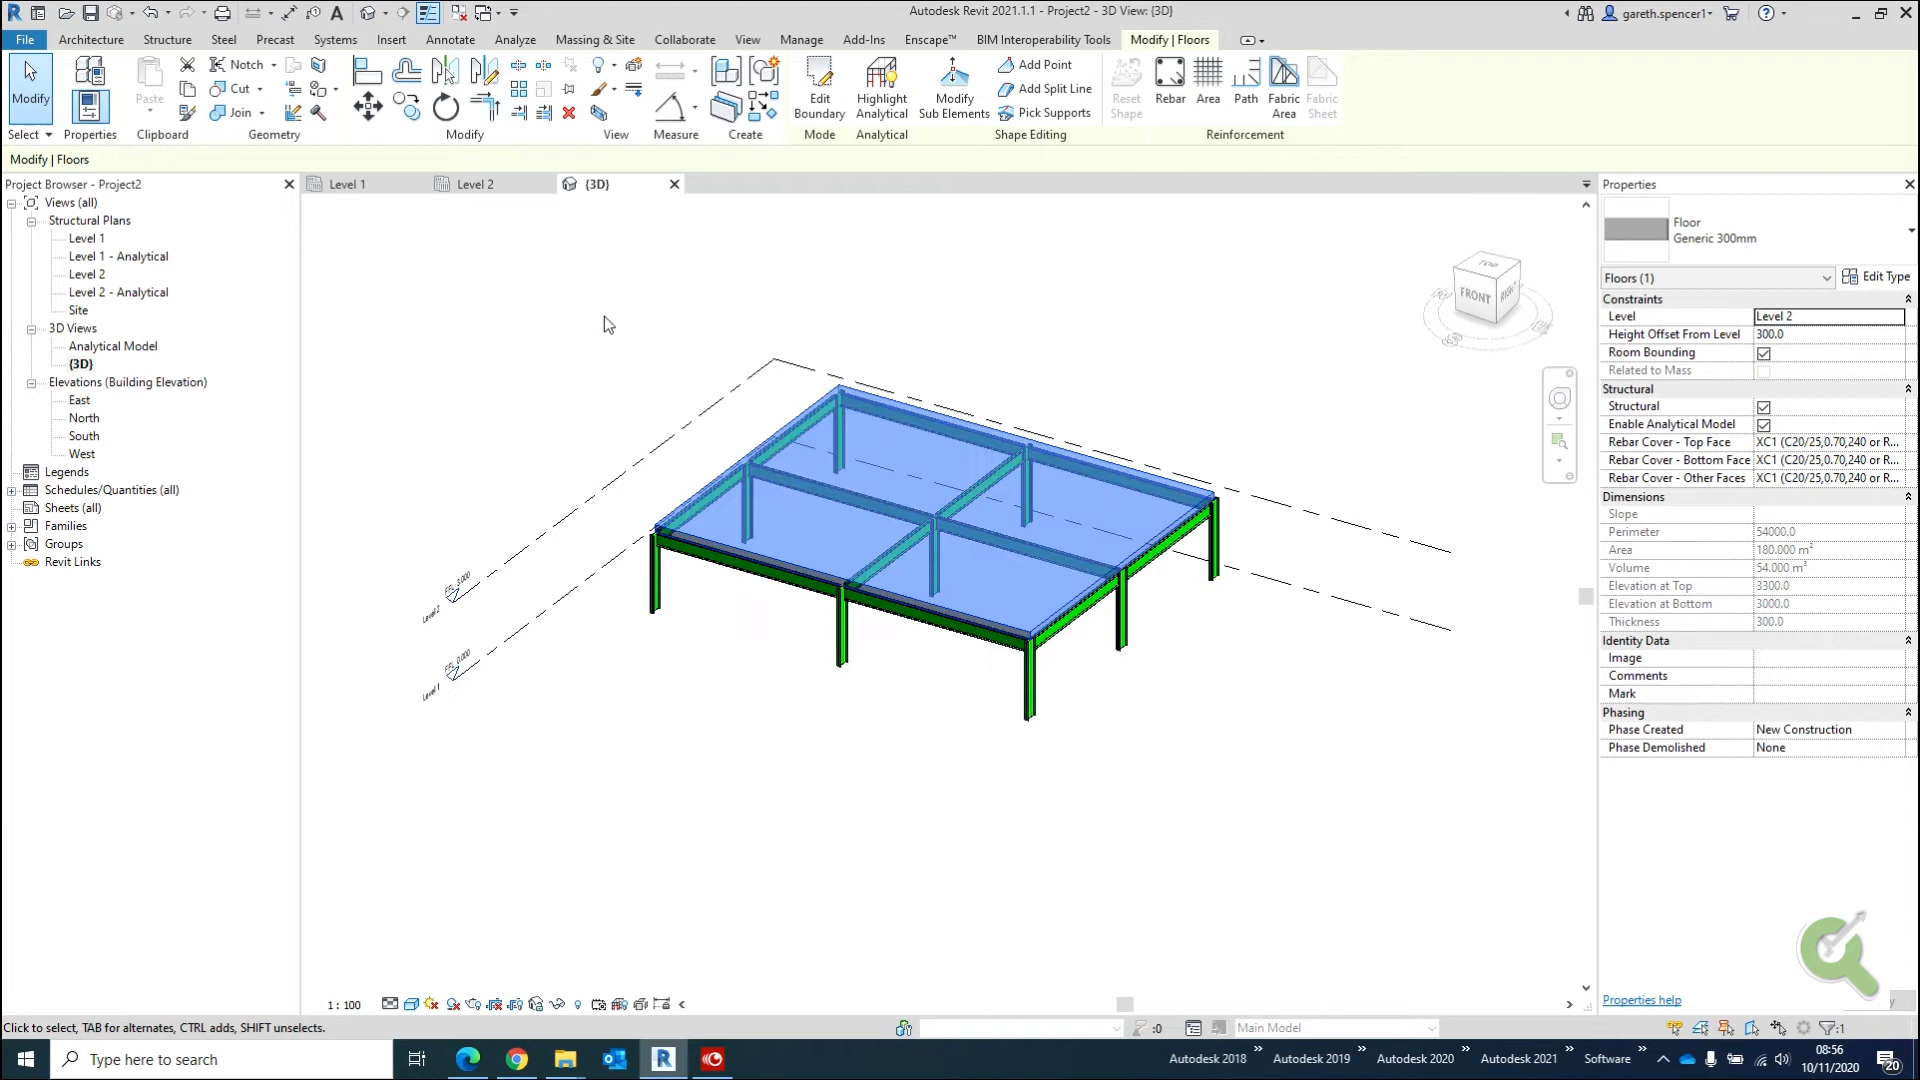 Autodesk Revit 2021.1.1 - Project2 - 3D View: {3D}
gareth.spencer1
File Architecture Structure Steel Precast Systems Insert Annotate Analyze Massing & Site Collaborate View Manage Add-Ins Enscape™ BIM Interoperability Tools Modify | Floors
Modify
Select
Properties
Paste
Clipboard
Notch
Cut
Join
Geometry
Modify
View
Measure
Create
Edit Boundary
Mode
Highlight Analytical
Analytical
Modify Sub Elements
Add Point
Add Split Line
Pick Supports
Reset Shape
Shape Editing
Rebar
Area
Path
Fabric Area
Fabric Sheet
Reinforcement
Modify | Floors
Project Browser - Project2
Views (all)
Structural Plans
Level 1
Level 1 - Analytical
Level 2
Level 2 - Analytical
Site
3D Views
Analytical Model
{3D}
Elevations (Building Elevation)
East
North
South
West
Legends
Schedules/Quantities (all)
Sheets (all)
Families
Groups
Revit Links
Level 1
Level 2
{3D}
TOP
FRONT
RIGHT
FFL 3.000
Level 2
FFL 0.000
Level 1
Properties
Floor
Generic 300mm
Floors (1)
Edit Type
Constraints
Level Level 2
Height Offset From Level 300.0
Room Bounding
Related to Mass
Structural
Structural
Enable Analytical Model
Rebar Cover - Top Face XC1 (C20/25,0.70,240 or R...
Rebar Cover - Bottom Face XC1 (C20/25,0.70,240 or R...
Rebar Cover - Other Faces XC1 (C20/25,0.70,240 or R...
Dimensions
Slope
Perimeter 54000.0
Area 180.000 m²
Volume 54.000 m³
Elevation at Top 3300.0
Elevation at Bottom 3000.0
Thickness 300.0
Identity Data
Image
Comments
Mark
Phasing
Phase Created New Construction
Phase Demolished None
Properties help
1 : 100
Click to select, TAB for alternates, CTRL adds, SHIFT unselects.
:0
Main Model
:1
Type here to search
Autodesk 2018 » Autodesk 2019 » Autodesk 2020 » Autodesk 2021 » Software »
08:56
10/11/2020
20